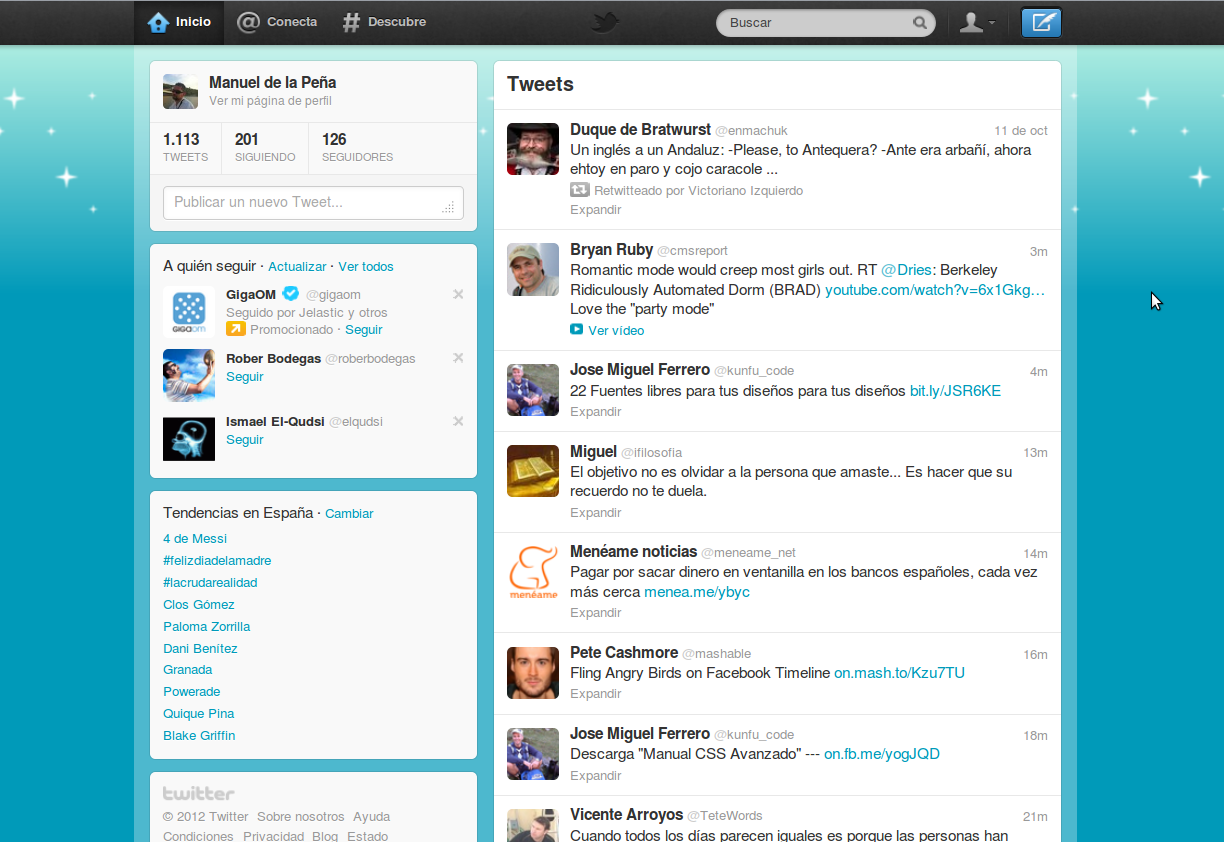 Inicio
Conecta
Descubre
Buscar
Manuel de la Peña
Ver mi página de perfil
1.113
TWEETS
201
SIGUIENDO
126
SEGUIDORES
Publicar un nuevo Tweet...
A quién seguir · Actualizar · Ver todos
GigaOM @gigaom
Seguido por Jelastic y otros
Promocionado · Seguir
GIGAOM
Rober Bodegas @roberbodegas
Seguir
Ismael El-Qudsi @elqudsi
Seguir
Tendencias en España · Cambiar
4 de Messi
#felizdiadelamadre
#lacrudarealidad
Clos Gómez
Paloma Zorrilla
Dani Benítez
Granada
Powerade
Quique Pina
Blake Griffin
twitter
© 2012 Twitter Sobre nosotros Ayuda
Condiciones Privacidad Blog Estado
Tweets
Duque de Bratwurst @enmachuk 11 de oct
Un inglés a un Andaluz: -Please, to Antequera? -Ante era arbañí, ahora
ehtoy en paro y cojo caracole ...
Retwitteado por Victoriano Izquierdo
Expandir
Bryan Ruby @cmsreport 3m
Romantic mode would creep most girls out. RT @Dries: Berkeley
Ridiculously Automated Dorm (BRAD) youtube.com/watch?v=6x1Gkg…
Love the "party mode"
Ver vídeo
Jose Miguel Ferrero @kunfu_code 4m
22 Fuentes libres para tus diseños para tus diseños bit.ly/JSR6KE
Expandir
Miguel @ifilosofia 13m
El objetivo no es olvidar a la persona que amaste... Es hacer que su
recuerdo no te duela.
Expandir
menéame
Menéame noticias @meneame_net 14m
Pagar por sacar dinero en ventanilla en los bancos españoles, cada vez
más cerca menea.me/ybyc
Expandir
Pete Cashmore @mashable 16m
Fling Angry Birds on Facebook Timeline on.mash.to/Kzu7TU
Expandir
Jose Miguel Ferrero @kunfu_code 18m
Descarga "Manual CSS Avanzado" --- on.fb.me/yogJQD
Expandir
Vicente Arroyos @TeteWords 21m
Cuando todos los días parecen iguales es porque las personas han